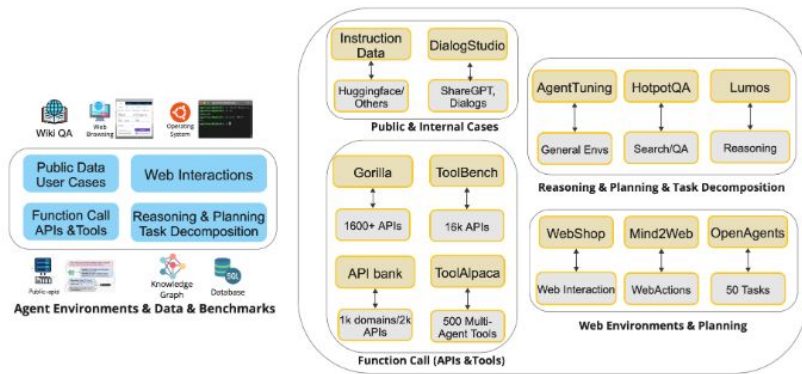 Wiki QA
Web
Browsing
Operating
System
Public Data
User Cases
Web Interactions
Function Call
APIs &Tools
Reasoning & Planning
Task Decomposition
Public-apis
Knowledge
Graph
SQL
Database
Agent Environments & Data & Benchmarks
Instruction
Data
DialogStudio
Huggingface/
Others
ShareGPT,
Dialogs
Public & Internal Cases
Gorilla
ToolBench
1600+ APIs
16k APIs
API bank
ToolAlpaca
1k domains/2k
APIs
500 Multi-
Agent Tools
Function Call (APIs &Tools)
AgentTuning
HotpotQA
Lumos
General Envs
Search/QA
Reasoning
Reasoning & Planning & Task Decomposition
WebShop
Mind2Web
OpenAgents
Web Interaction
WebActions
50 Tasks
Web Environments & Planning